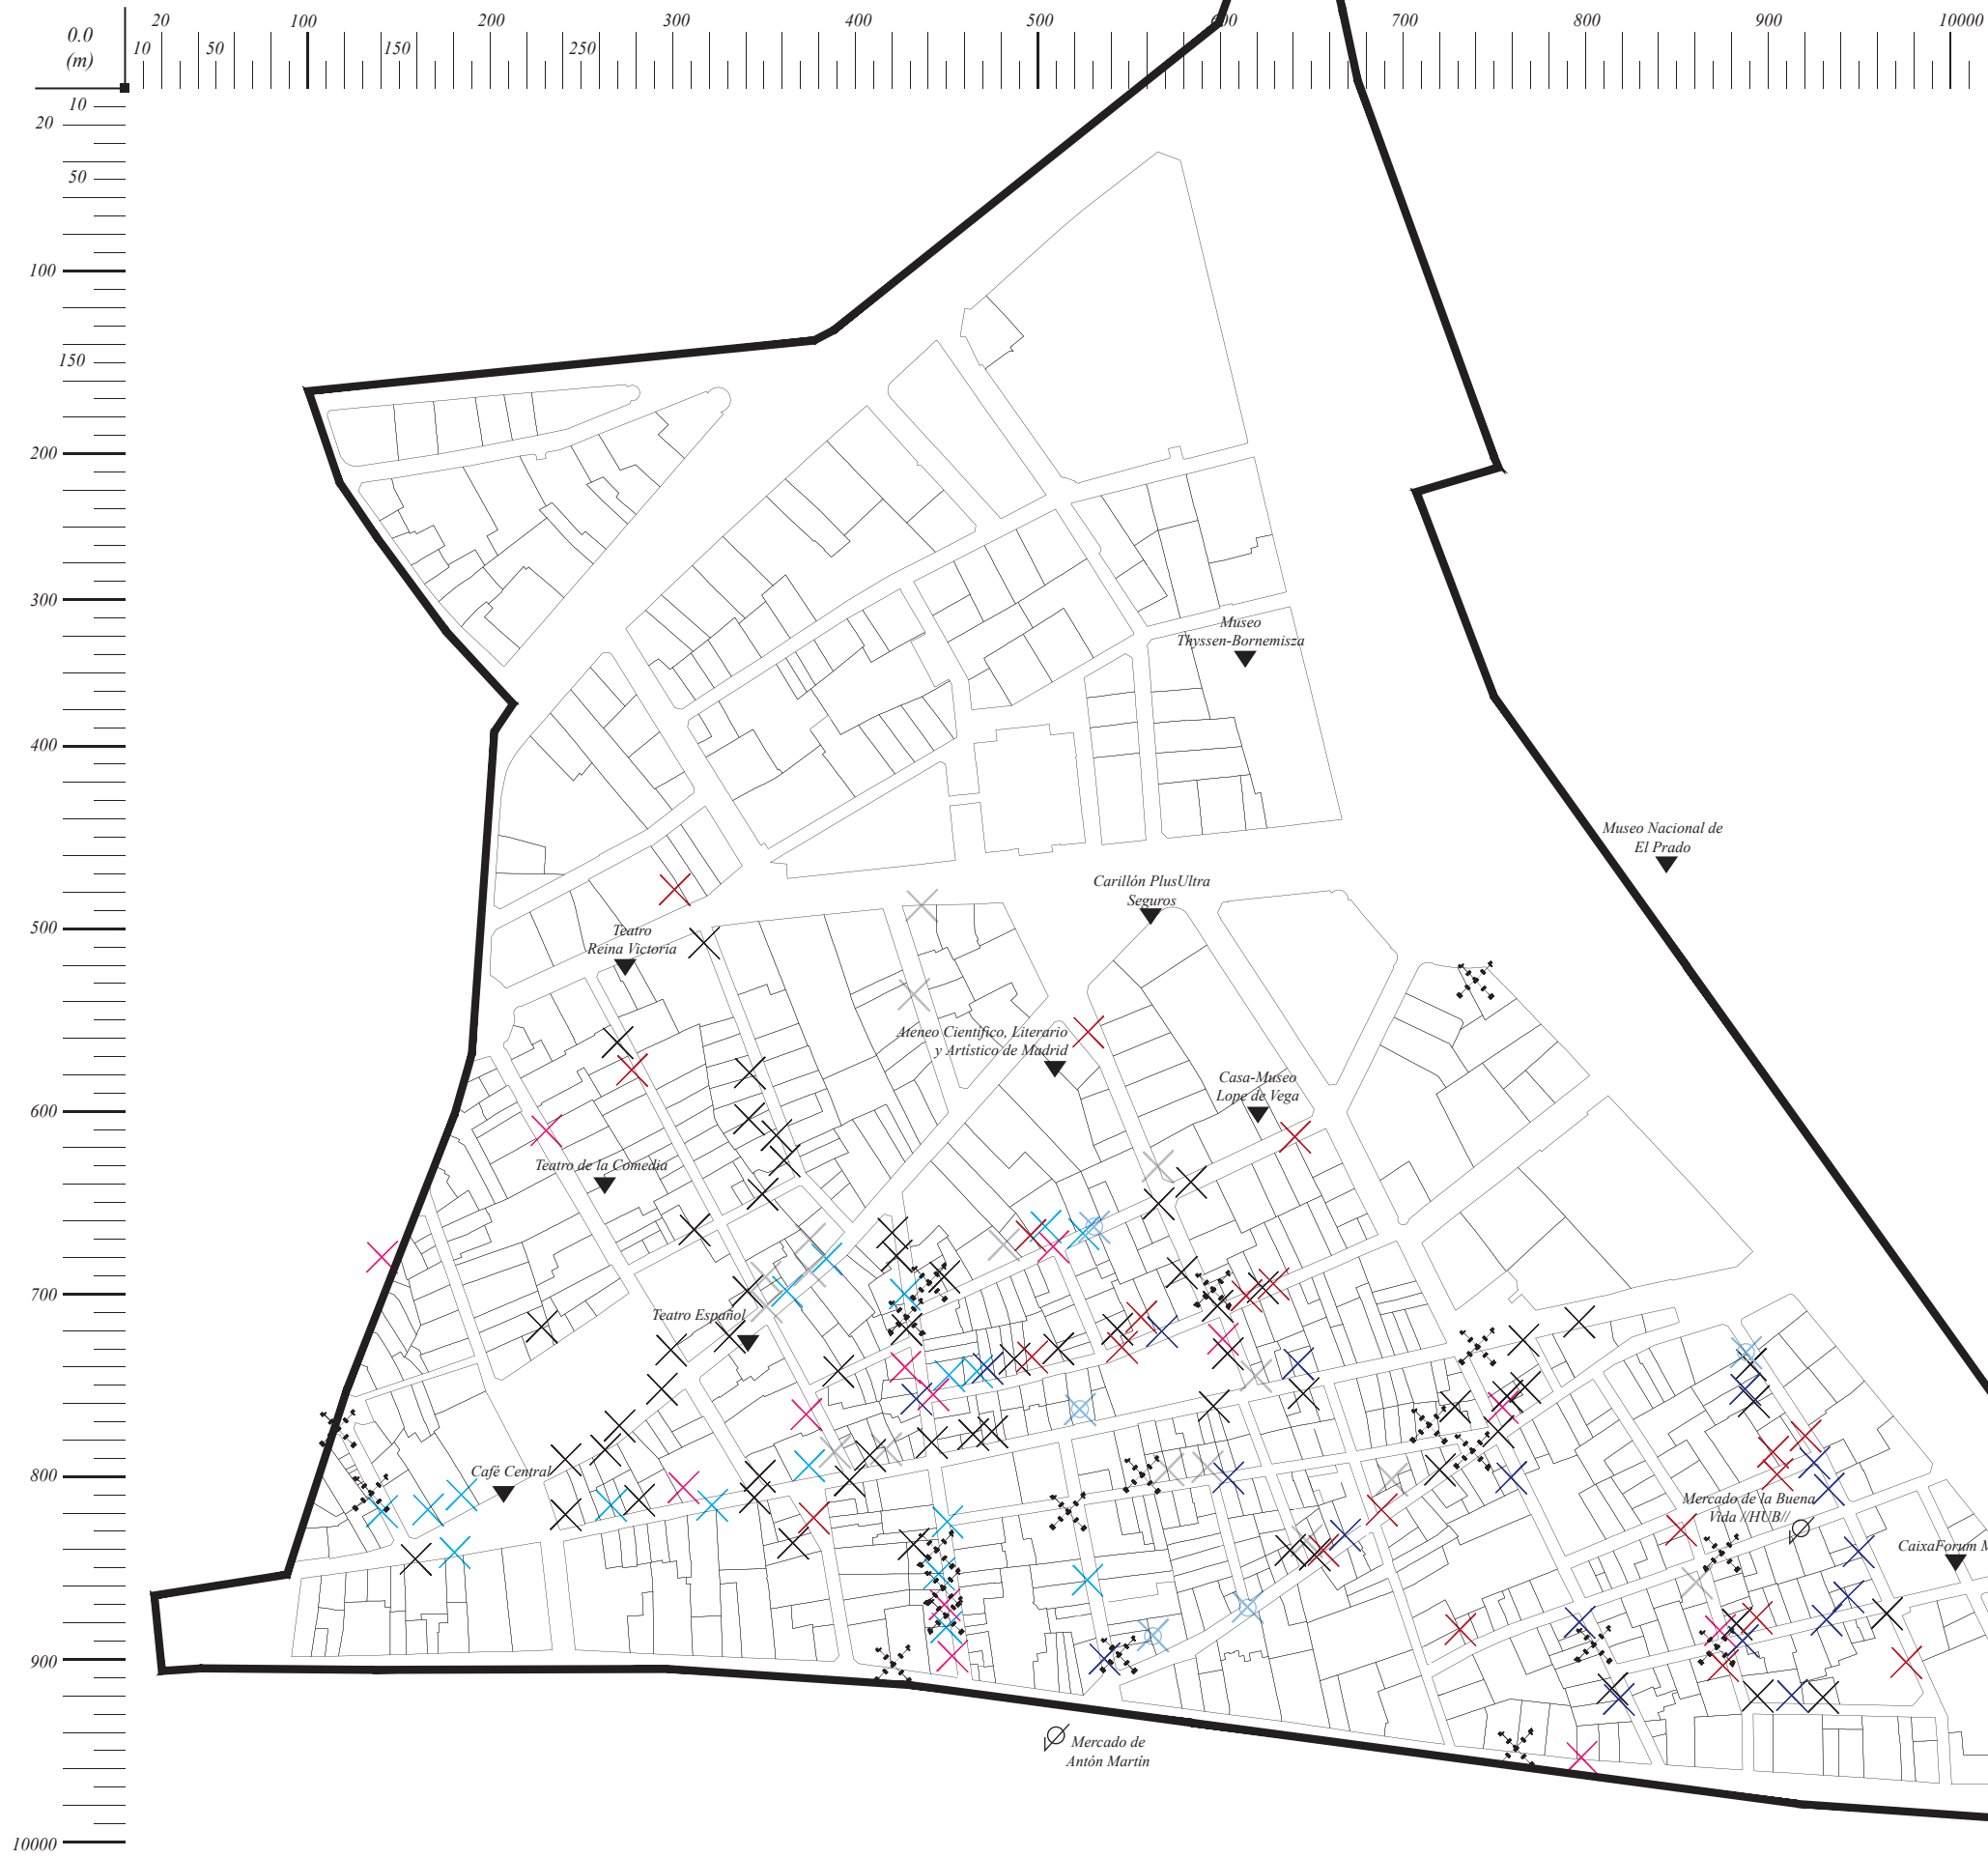 20 100 200 300 400 500 600 700 800 900 10000
0.0
(m)
10 50 150 250
10
20
50
100
150
200
300
400
500
600
700
800
900
10000
Museo
Thyssen-Bornemisza
Museo Nacional de
El Prado
Carillón PlusUltra
Seguros
Teatro
Reina Victoria
Ateneo Científico, Literario
y Artístico de Madrid
Casa-Museo
Lope de Vega
Teatro de la Comedia
Teatro Español
Café Central
Mercado de la Buena
Vida //HUB//
CaixaForum M
Mercado de
Antón Martín